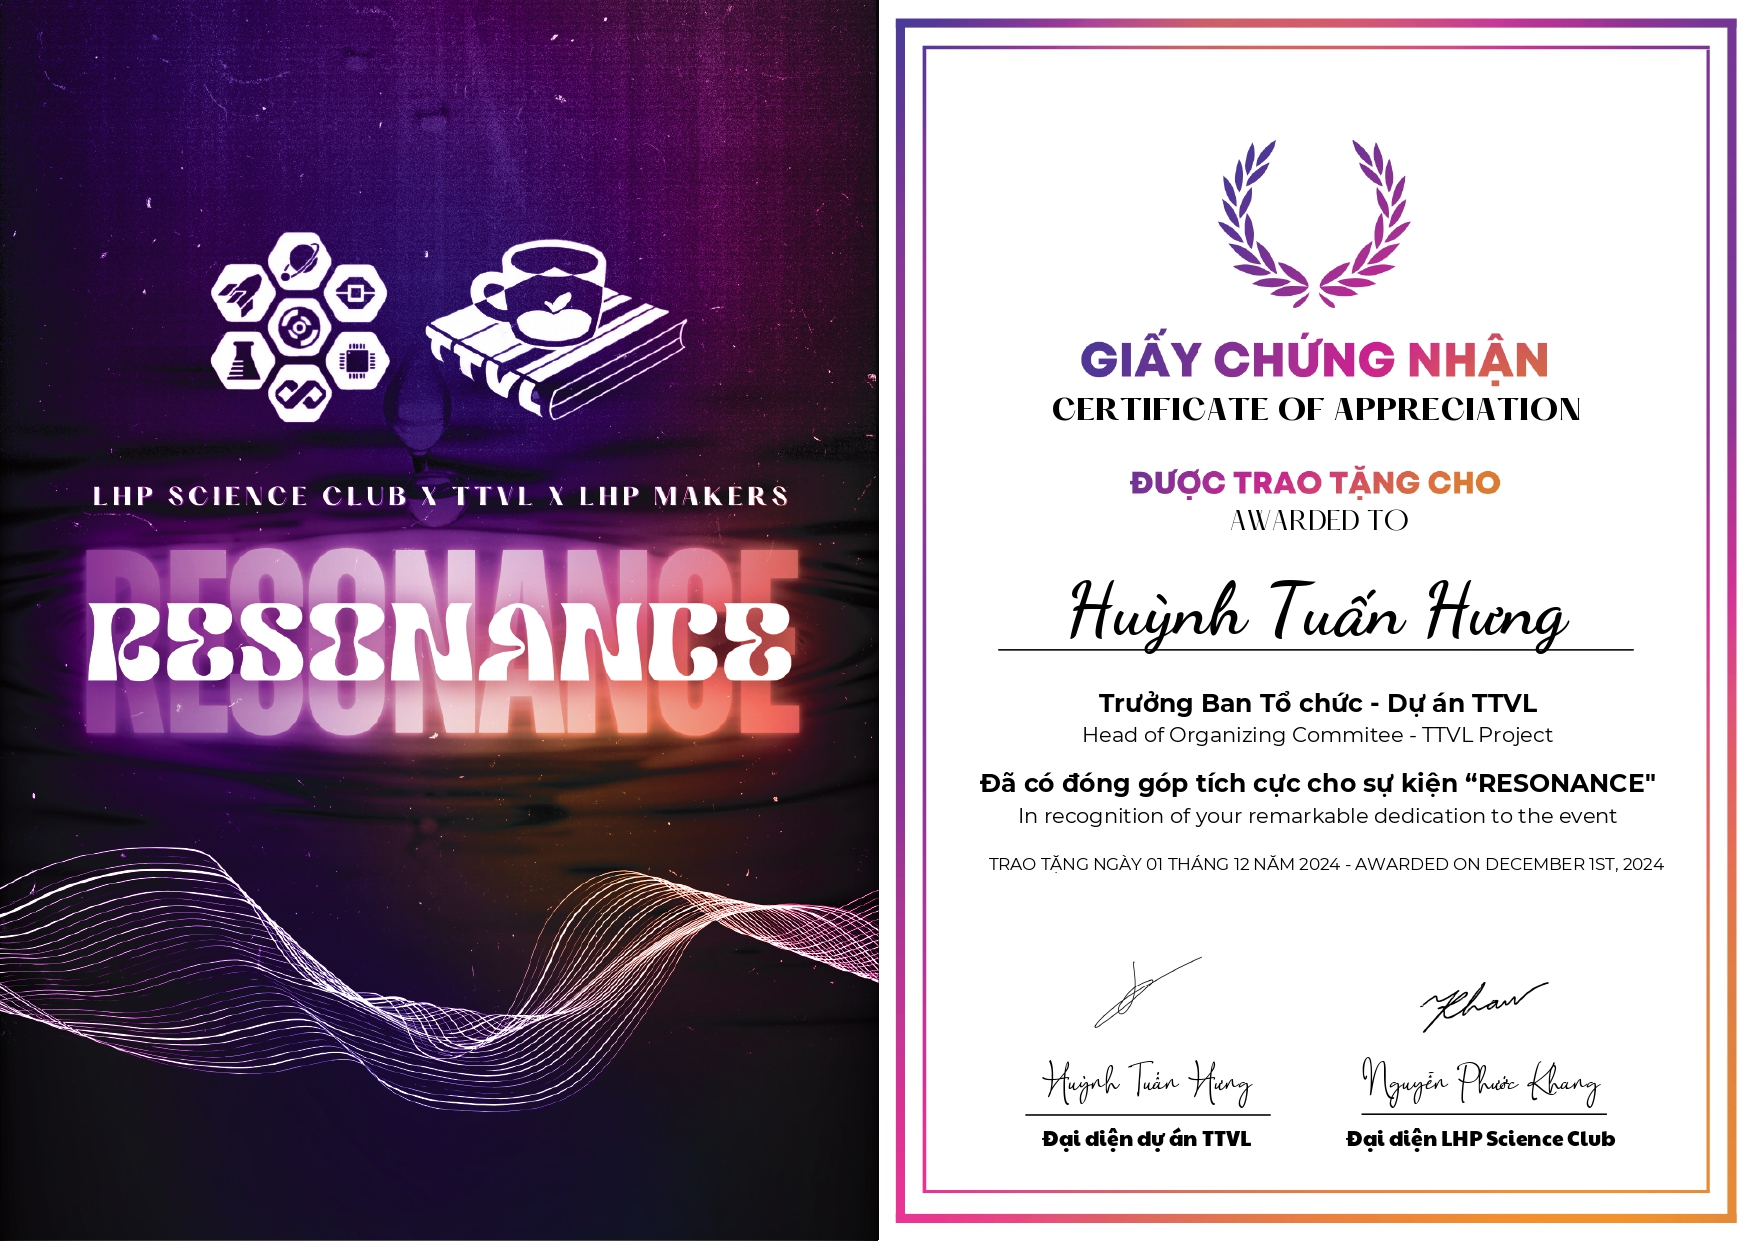 TTVL
LHP SCIENCE CLUB X TTVL X LHP MAKERS
RESONANCE
RESONANCE
GIẤY CHỨNG NHẬN
CERTIFICATE OF APPRECIATION
ĐƯỢC TRAO TẶNG CHO
AWARDED TO
Huỳnh Tuấn Hưng
Trưởng Ban Tổ chức - Dự án TTVL
Head of Organizing Commitee - TTVL Project
Đã có đóng góp tích cực cho sự kiện “RESONANCE"
In recognition of your remarkable dedication to the event
TRAO TẶNG NGÀY 01 THÁNG 12 NĂM 2024 - AWARDED ON DECEMBER 1ST, 2024
Huỳnh Tuấn Hưng
Đại diện dự án TTVL
Nguyễn Phước Khang
Đại diện LHP Science Club